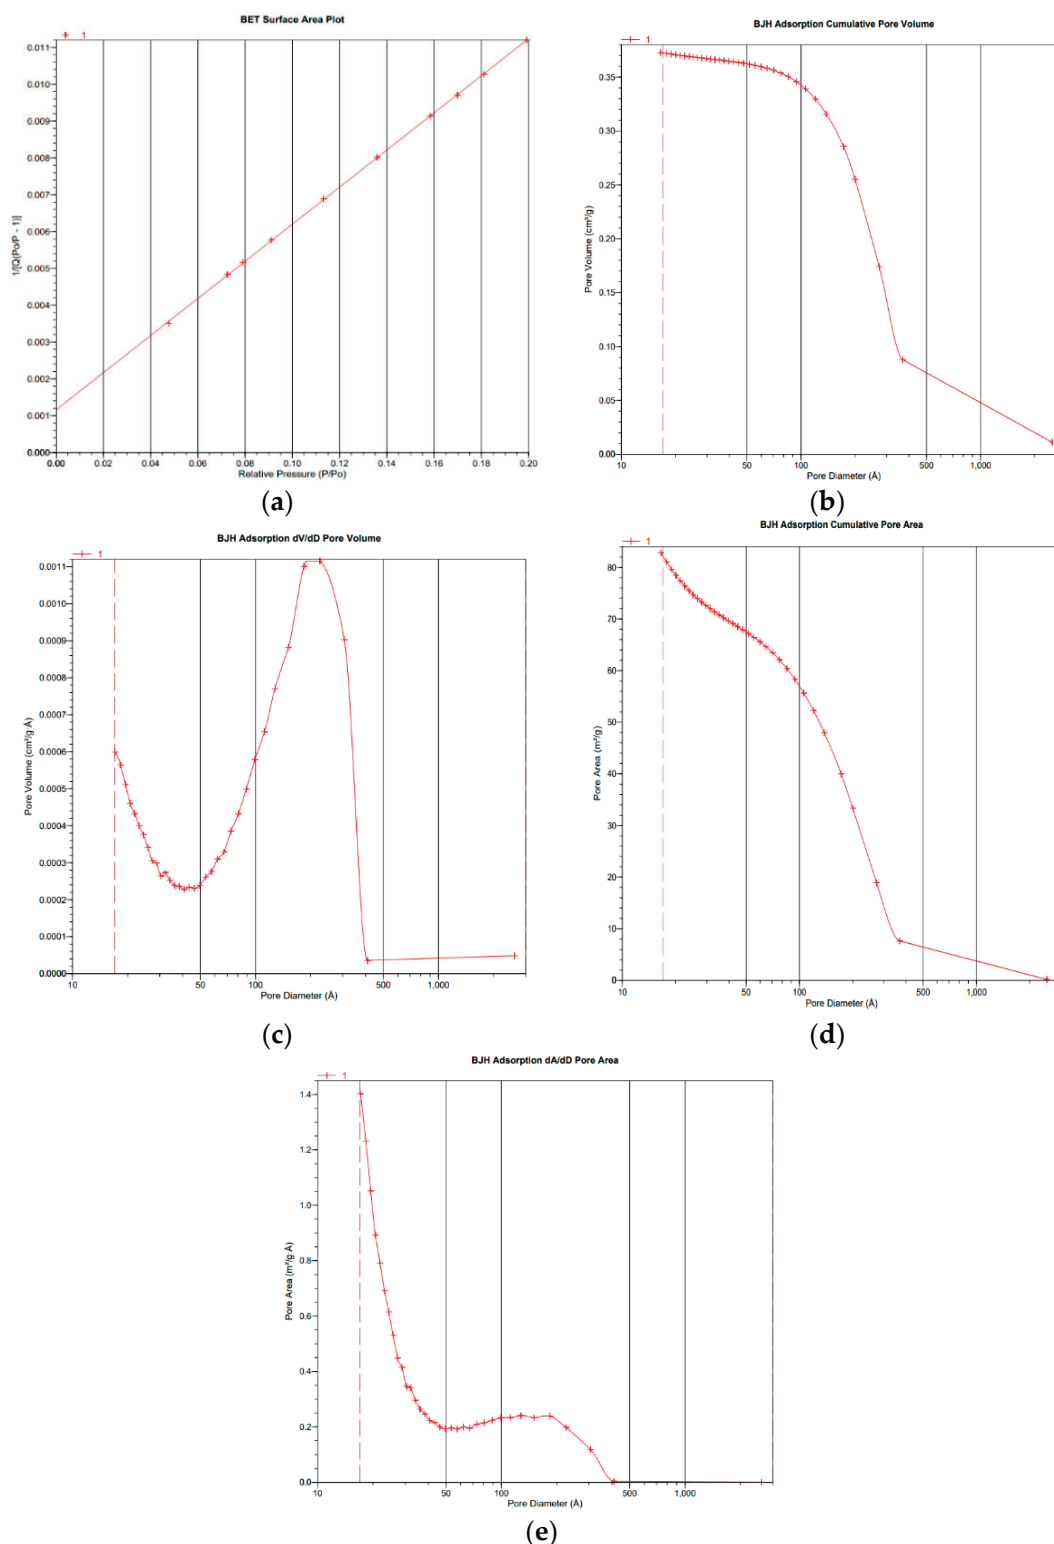 BET Surface Area Plot
1
0.011
0.010
0.009
0.008
0.007
0.006
0.005
0.004
0.003
0.002
0.001
0.000
1/[Q(Po/P - 1)]
0.00 0.02 0.04 0.06 0.08 0.10 0.12 0.14 0.16 0.18 0.20
Relative Pressure (P/Po)
(a)
BJH Adsorption Cumulative Pore Volume
1
0.35
0.30
0.25
0.20
0.15
0.10
0.05
0.00
Pore Volume (cm³/g)
10 50 100 500 1,000
Pore Diameter (Å)
(b)
BJH Adsorption dV/dD Pore Volume
1
0.0011
0.0010
0.0009
0.0008
0.0007
0.0006
0.0005
0.0004
0.0003
0.0002
0.0001
0.0000
Pore Volume (cm³/g·Å)
10 50 100 500 1,000
Pore Diameter (Å)
(c)
BJH Adsorption Cumulative Pore Area
1
80
70
60
50
40
30
20
10
0
Pore Area (m²/g)
10 50 100 500 1,000
Pore Diameter (Å)
(d)
BJH Adsorption dA/dD Pore Area
1
1.4
1.2
1.0
0.8
0.6
0.4
0.2
0.0
Pore Area (m²/g·Å)
10 50 100 500 1,000
Pore Diameter (Å)
(e)